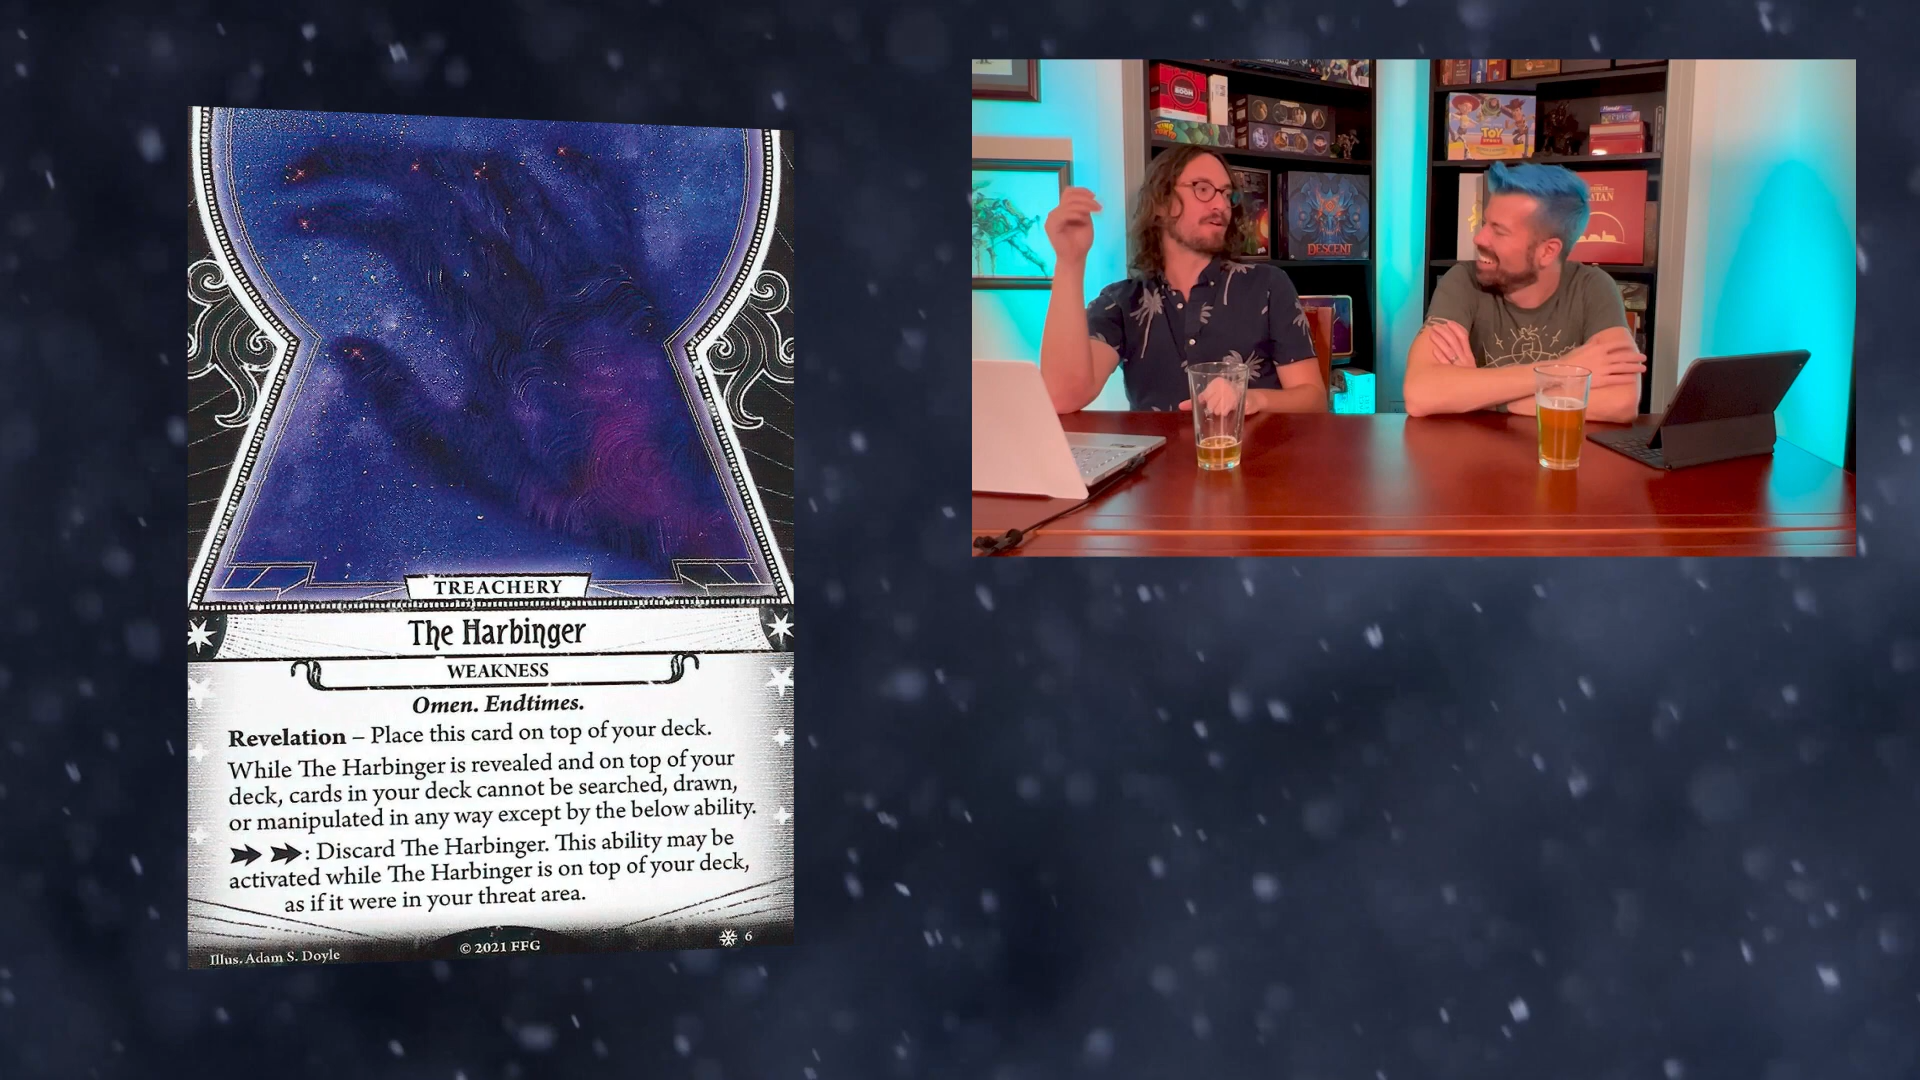 TREACHERY
The Harbinger
WEAKNESS
Omen. Endtimes.
Revelation – Place this card on top of your deck.
While The Harbinger is revealed and on top of your
deck, cards in your deck cannot be searched, drawn,
or manipulated in any way except by the below ability.
: Discard The Harbinger. This ability may be
activated while The Harbinger is on top of your deck,
as if it were in your threat area.
Illus. Adam S. Doyle
© 2021 FFG
6
BOOM
TOY
STORY
DESCENT